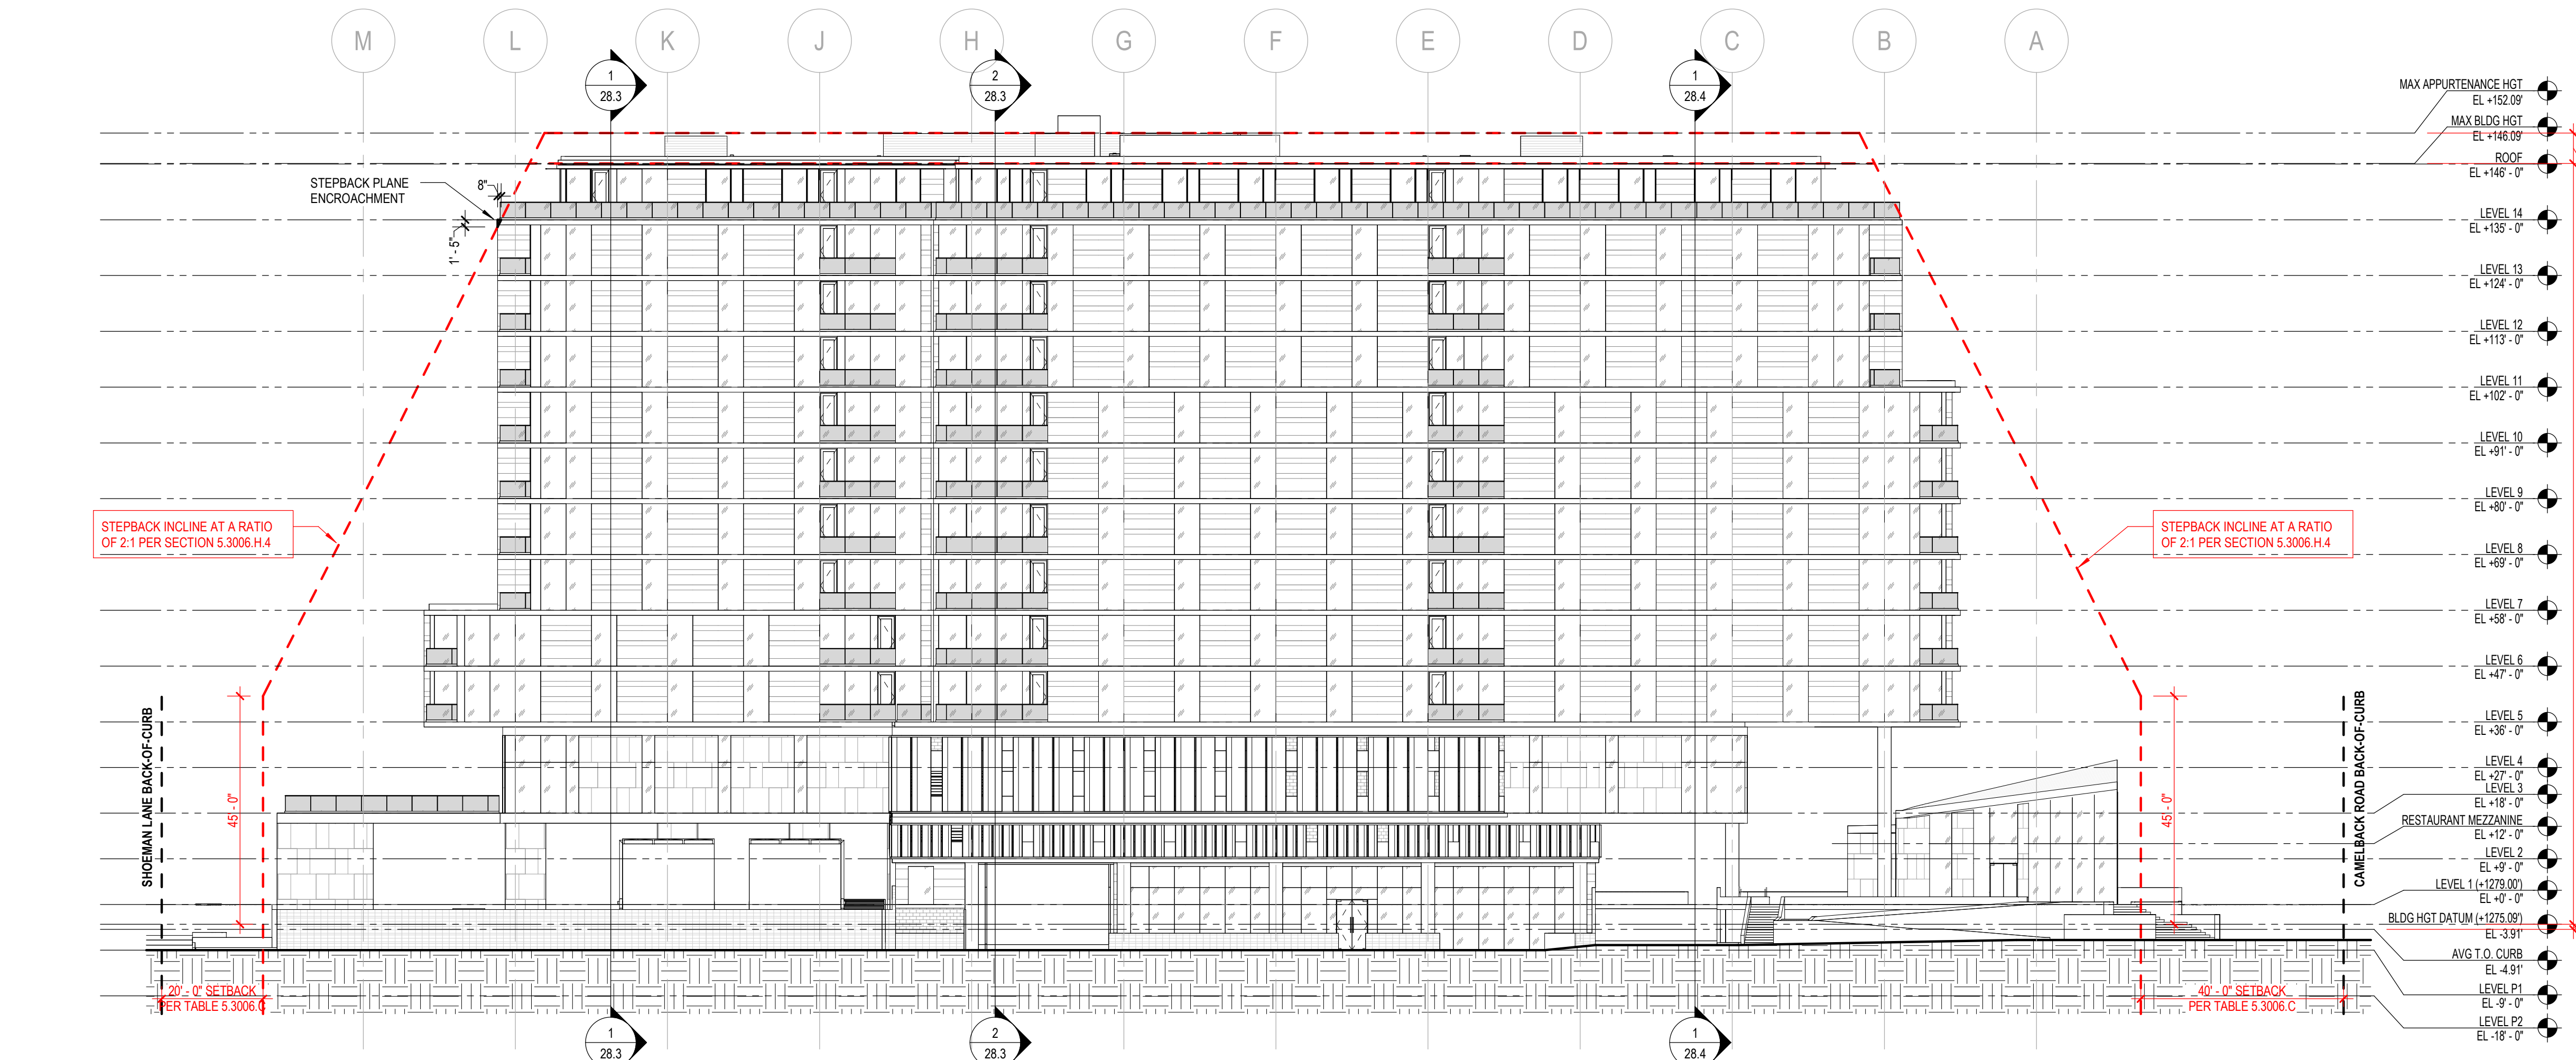 M L K J H G F E D C B A
1
28.3
2
28.3
1
28.4
MAX APPURTENANCE HGT
EL +152.09'
MAX BLDG HGT
EL +146.09'
ROOF
EL +146' - 0"
STEPBACK PLANE
ENCROACHMENT
8"
1' - 5"
LEVEL 14
EL +135' - 0"
LEVEL 13
EL +124' - 0"
LEVEL 12
EL +113' - 0"
LEVEL 11
EL +102' - 0"
LEVEL 10
EL +91' - 0"
LEVEL 9
EL +80' - 0"
STEPBACK INCLINE AT A RATIO
OF 2:1 PER SECTION 5.3006.H.4
STEPBACK INCLINE AT A RATIO
OF 2:1 PER SECTION 5.3006.H.4
LEVEL 8
EL +69' - 0"
LEVEL 7
EL +58' - 0"
LEVEL 6
EL +47' - 0"
LEVEL 5
EL +36' - 0"
LEVEL 4
EL +27' - 0"
LEVEL 3
EL +18' - 0"
RESTAURANT MEZZANINE
EL +12' - 0"
LEVEL 2
EL +9' - 0"
LEVEL 1 (+1279.00')
EL +0' - 0"
BLDG HGT DATUM (+1275.09')
EL -3.91'
AVG T.O. CURB
EL -4.91'
LEVEL P1
EL -9' - 0"
LEVEL P2
EL -18' - 0"
SHOEMAN LANE BACK-OF-CURB
45' - 0"
45' - 0"
CAMELBACK ROAD BACK-OF-CURB
20' - 0" SETBACK
PER TABLE 5.3006.C
40' - 0" SETBACK
PER TABLE 5.3006.C
1
28.3
2
28.3
1
28.4